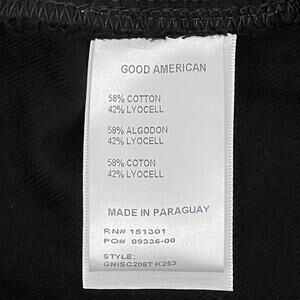 GOOD AMERICAN
58% COTTON
42% LYOCELL
58% ALGODON
42% LYOCELL
58% COTON
42% LYOCELL
MADE IN PARAGUAY
RN# 151301
PO# 09336-00
STYLE:
GNISC206T K253